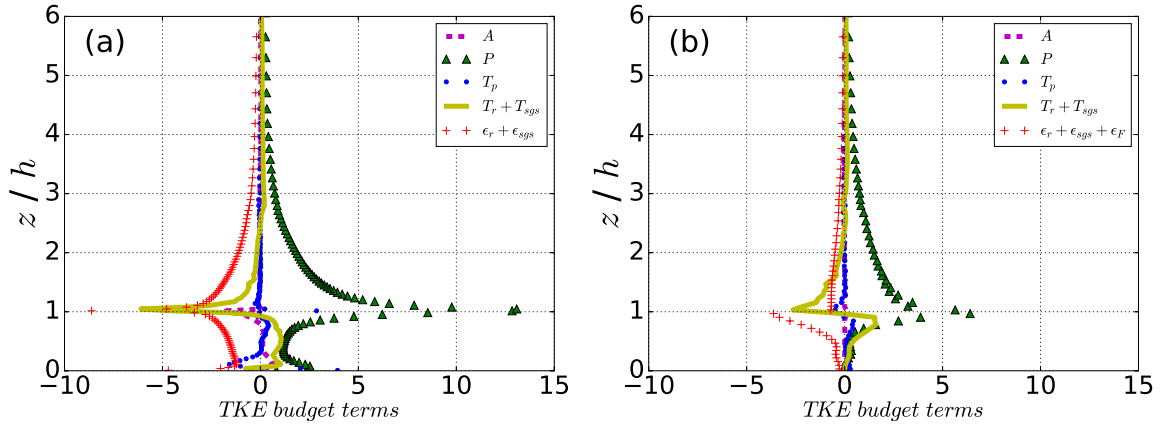 (a)
z / h
6
5
4
3
2
1
0
−10
−5
0
5
10
15
TKE budget terms
A
P
T_p
T_r + T_sgs
ϵ_r + ϵ_sgs
(b)
z / h
6
5
4
3
2
1
0
−10
−5
0
5
10
15
TKE budget terms
A
P
T_p
T_r + T_sgs
ϵ_r + ϵ_sgs + ϵ_F